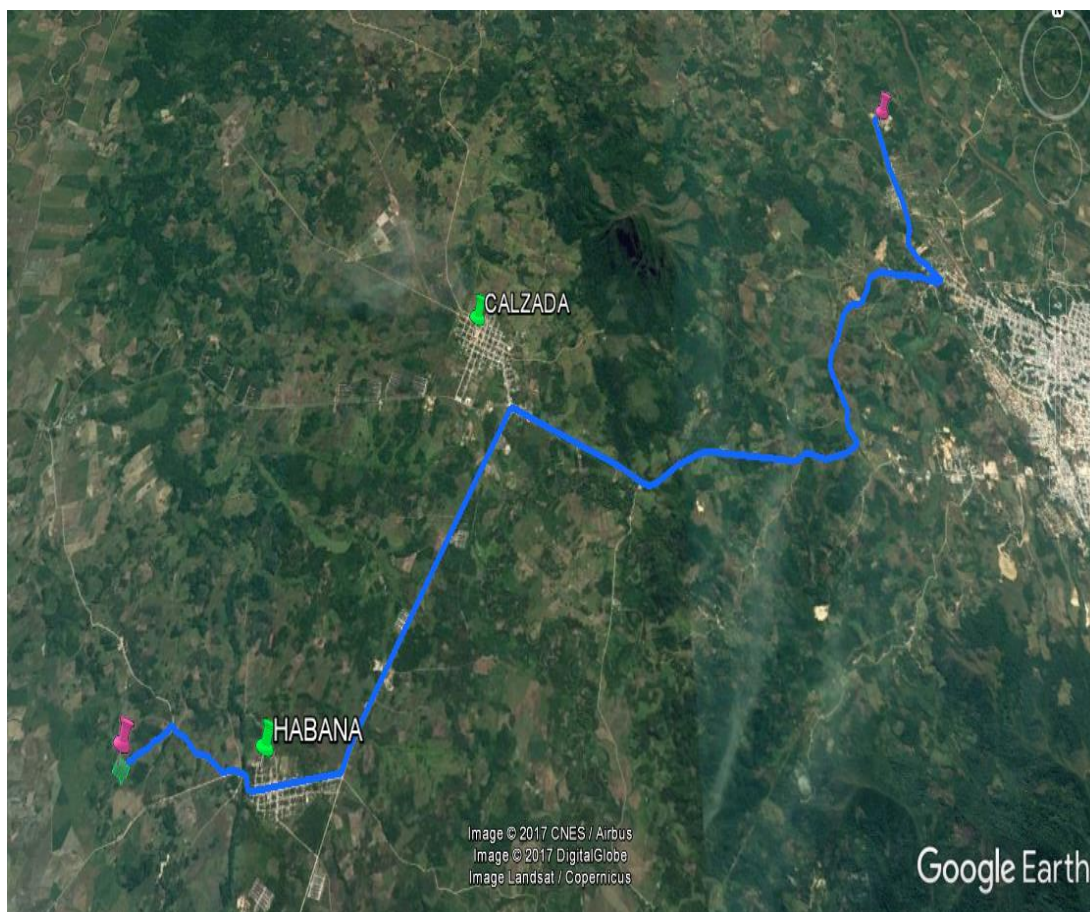 N
CALZADA
HABANA
Image © 2017 CNES / Airbus
Image © 2017 DigitalGlobe
Image Landsat / Copernicus
Google Earth